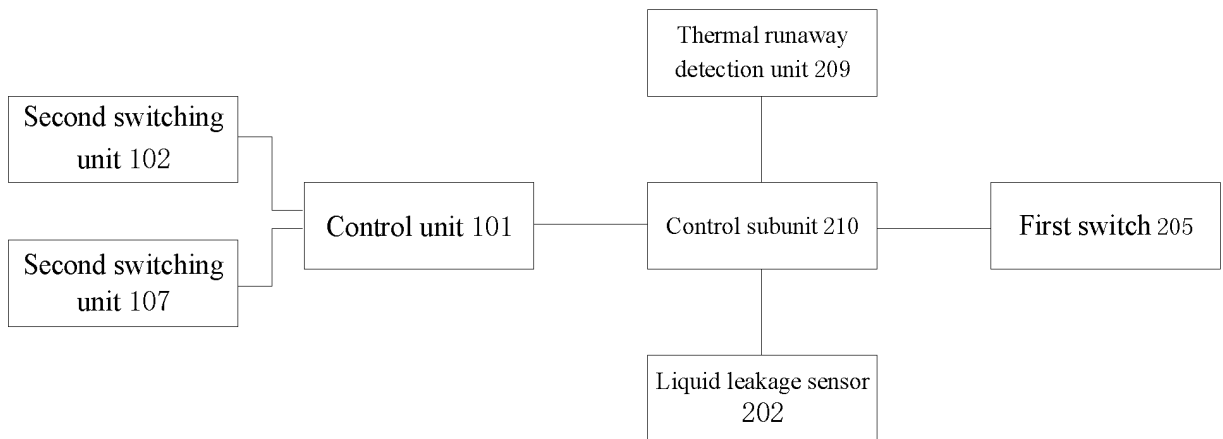 Thermal runaway
detection unit 209
Second switching
unit 102
Control unit 101
Control subunit 210
First switch 205
Second switching
unit 107
Liquid leakage sensor
202